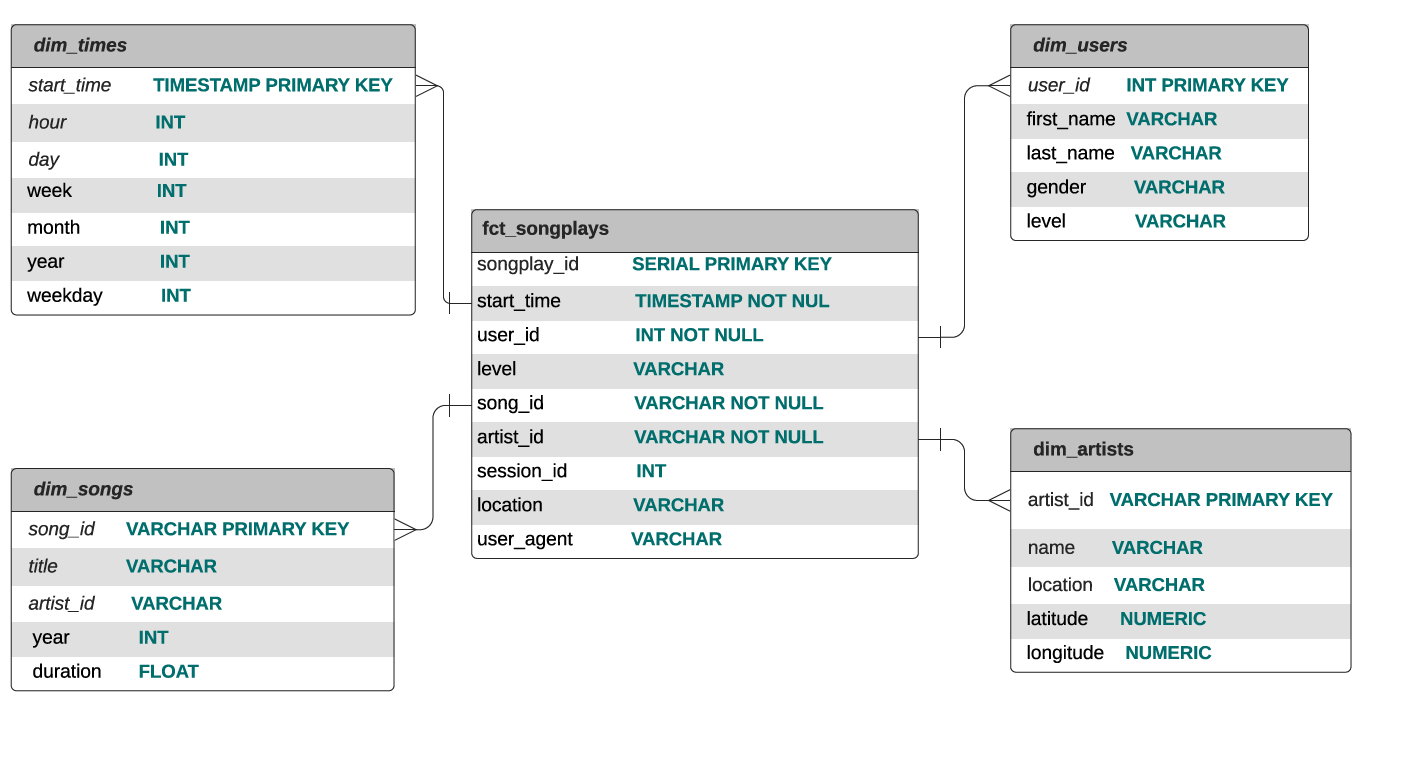 dim_times
start_time TIMESTAMP PRIMARY KEY
hour INT
day INT
week INT
month INT
year INT
weekday INT
dim_users
user_id INT PRIMARY KEY
first_name VARCHAR
last_name VARCHAR
gender VARCHAR
level VARCHAR
fct_songplays
songplay_id SERIAL PRIMARY KEY
start_time TIMESTAMP NOT NUL
user_id INT NOT NULL
level VARCHAR
song_id VARCHAR NOT NULL
artist_id VARCHAR NOT NULL
session_id INT
location VARCHAR
user_agent VARCHAR
dim_songs
song_id VARCHAR PRIMARY KEY
title VARCHAR
artist_id VARCHAR
year INT
duration FLOAT
dim_artists
artist_id VARCHAR PRIMARY KEY
name VARCHAR
location VARCHAR
latitude NUMERIC
longitude NUMERIC